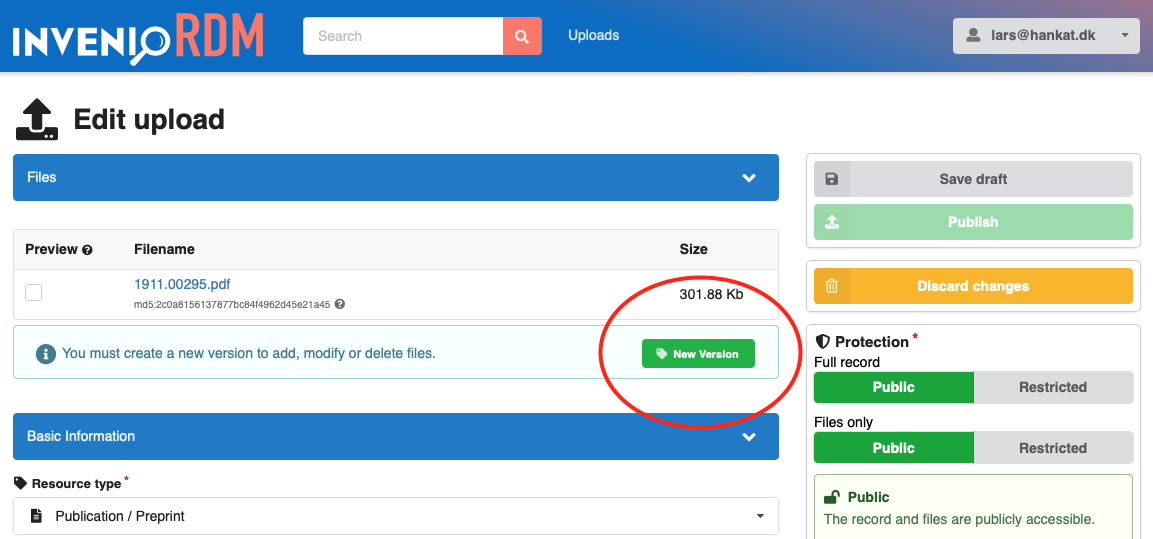 INVENIORDM
Search
Uploads
lars@hankat.dk
Edit upload
Files
Preview
Filename
Size
1911.00295.pdf
md5:2c0a8156137877bc84f4962d45e21a45
301.88 Kb
You must create a new version to add, modify or delete files.
New Version
Basic Information
Resource type *
Publication / Preprint
Save draft
Publish
Discard changes
Protection *
Full record
Public
Restricted
Files only
Public
Restricted
Public
The record and files are publicly accessible.